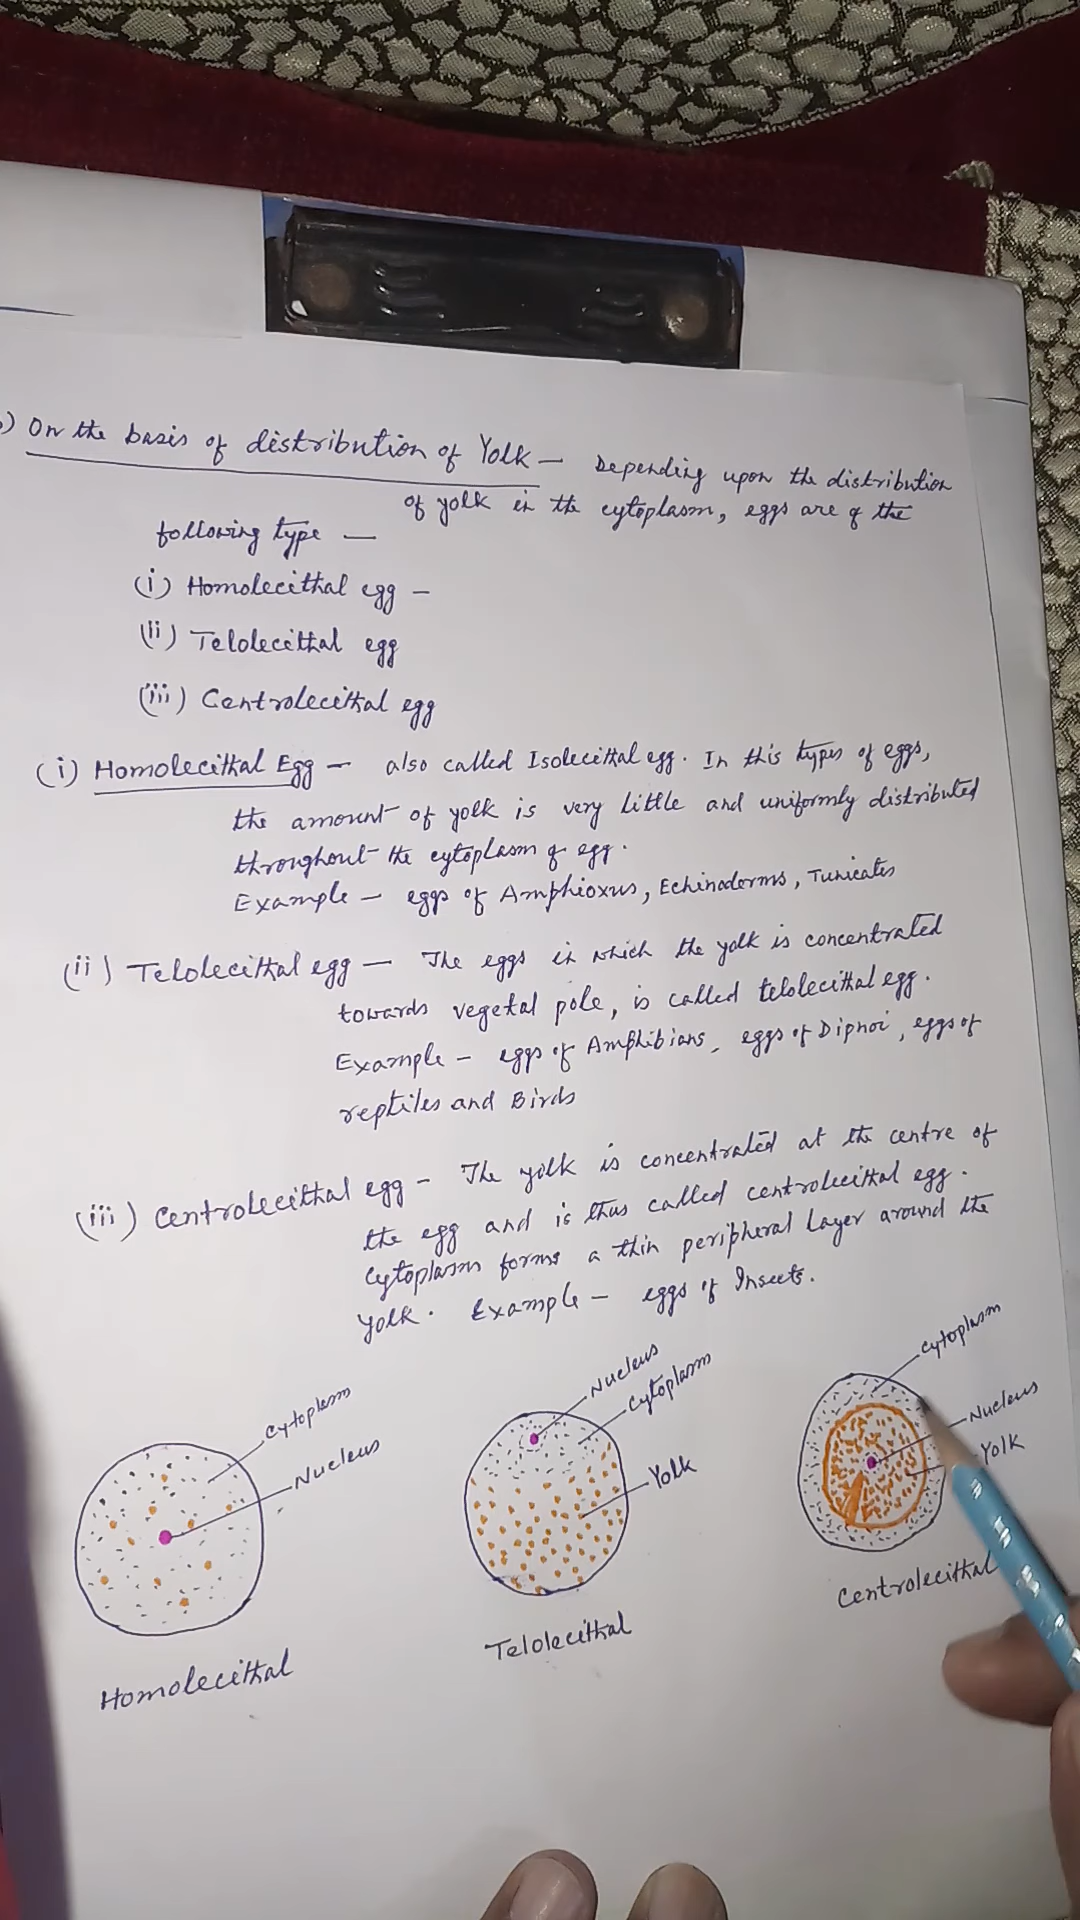 ) On the basis of distribution of Yolk — Depending upon the distribution
of yolk in the cytoplasm, eggs are of the
following type —
(i) Homolecithal egg —
(ii) Telolecithal egg
(iii) Centrolecithal egg
(i) Homolecithal Egg — also called Isolecithal egg. In this types of eggs,
the amount of yolk is very little and uniformly distributed
throughout the cytoplasm of egg.
Example — eggs of Amphioxus, Echinoderms, Tunicates
(ii) Telolecithal egg — The eggs in which the yolk is concentrated
towards vegetal pole, is called telolecithal egg.
Example — eggs of Amphibians, eggs of Dipnoi, eggs of
reptiles and Birds
(iii) Centrolecithal egg — The yolk is concentrated at the centre of
the egg and is thus called centrolecithal egg.
Cytoplasm forms a thin peripheral layer around the
yolk. Example — eggs of Insects.
Cytoplasm
Nucleus
Homolecithal
Nucleus
Cytoplasm
Yolk
Telolecithal
Cytoplasm
Nucleus
Yolk
Centrolecithal